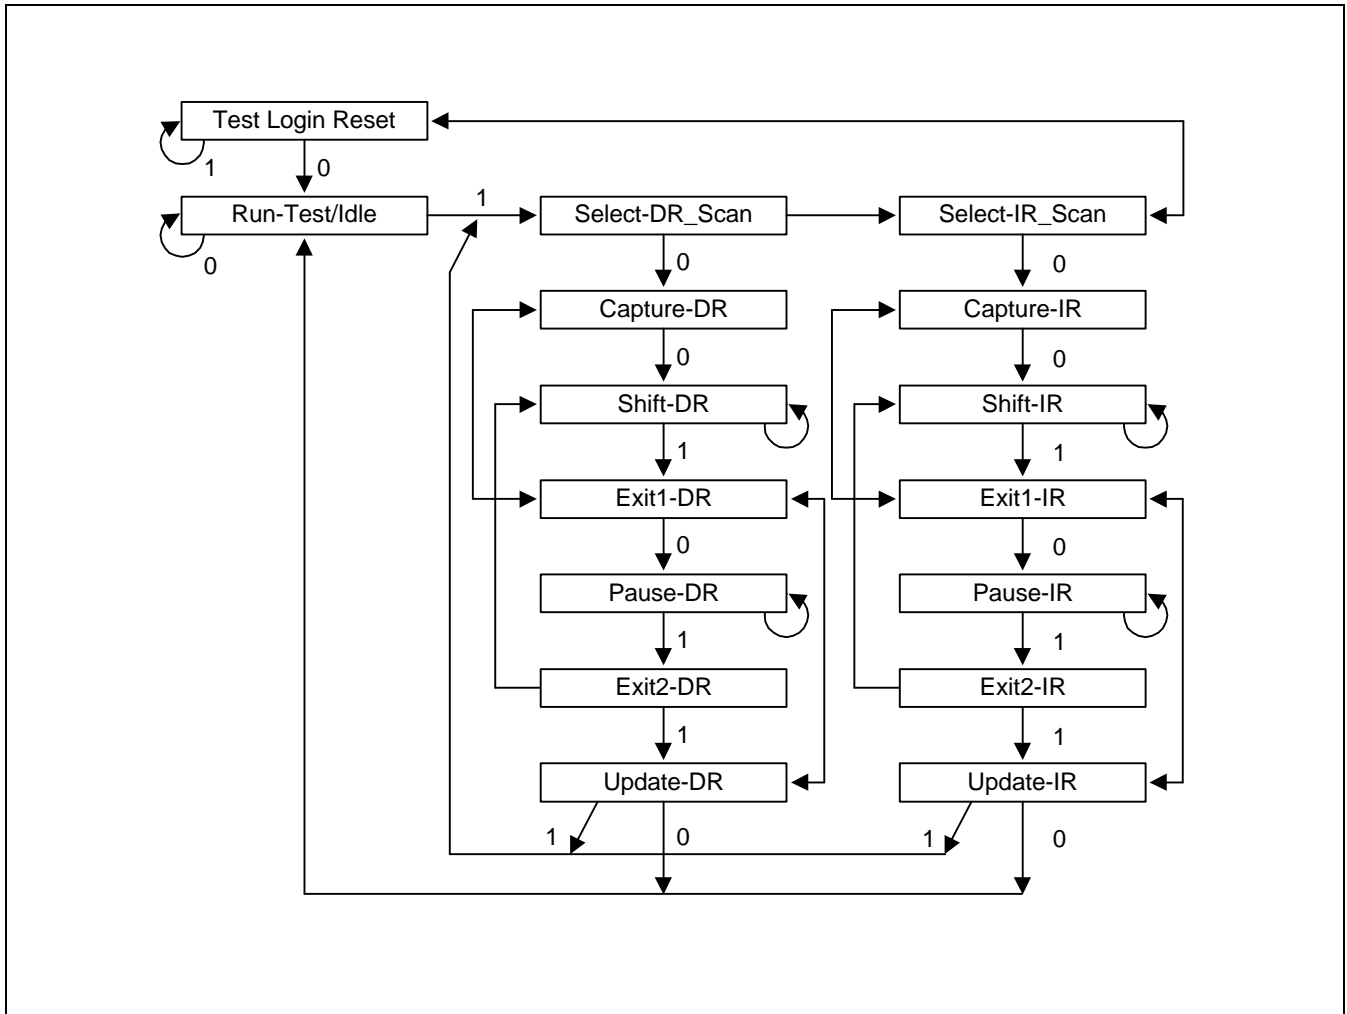 Test Login Reset
1
0
Run-Test/Idle
0
1
Select-DR_Scan
Select-IR_Scan
0
0
Capture-DR
Capture-IR
0
0
Shift-DR
Shift-IR
1
1
Exit1-DR
Exit1-IR
0
0
Pause-DR
Pause-IR
1
1
Exit2-DR
Exit2-IR
1
1
Update-DR
Update-IR
1
0
1
0